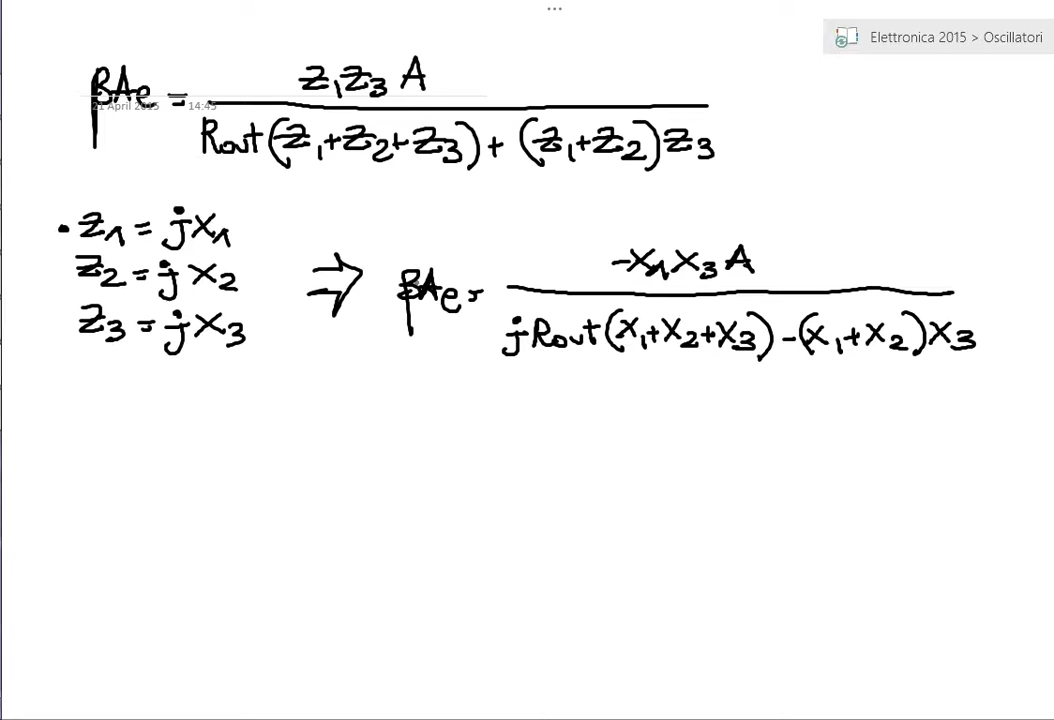 Elettronica 2015 > Oscillatori
βAe = Z1Z3 A / Rout(Z1+Z2+Z3) + (Z1+Z2)Z3
21 April 2015 14:45
• Z1 = jX1
Z2 = jX2
Z3 = jX3
⇒ βAe = -X1X3 A / jRout(X1+X2+X3) - (X1+X2)X3